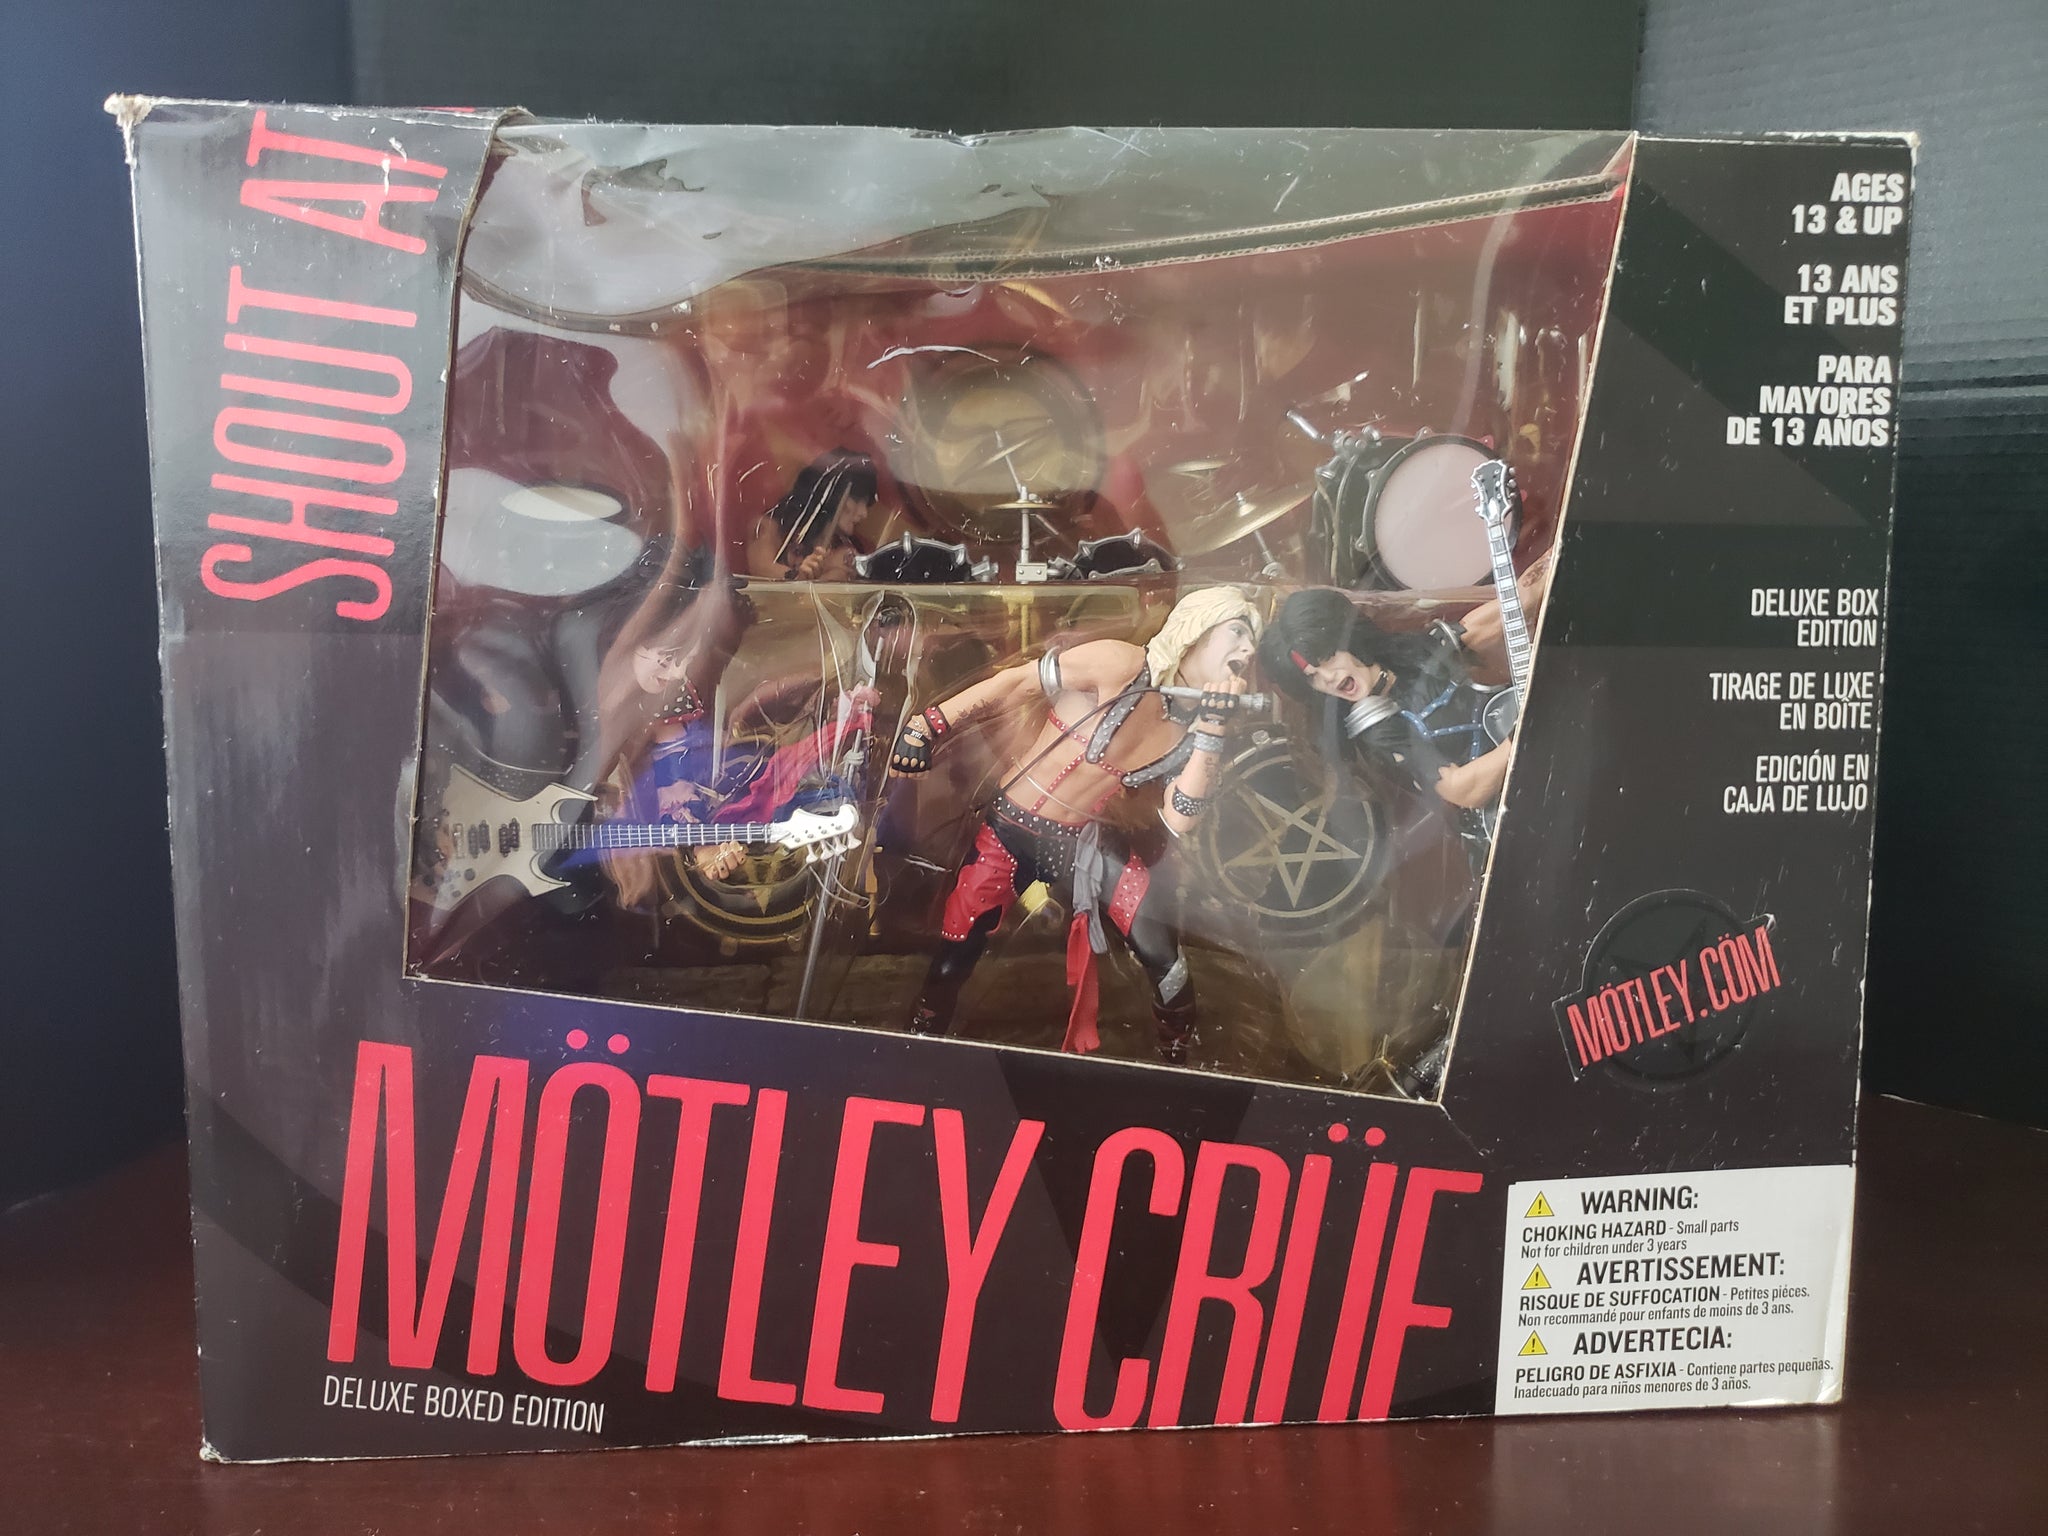 SHOUT AT
AGES
13 & UP
13 ANS
ET PLUS
PARA
MAYORES
DE 13 AÑOS
DELUXE BOX
EDITION
TIRAGE DE LUXE
EN BOÎTE
EDICIÓN EN
CAJA DE LUJO
MÖTLEY.CÖM
MÖTLEY CRÜE
DELUXE BOXED EDITION
WARNING:
CHOKING HAZARD - Small parts
Not for children under 3 years
AVERTISSEMENT:
RISQUE DE SUFFOCATION - Petites piéces.
Non recommandé pour enfants de moins de 3 ans.
ADVERTECIA:
PELIGRO DE ASFIXIA - Contiene partes pequeñas.
Inadecuado para niños menores de 3 años.